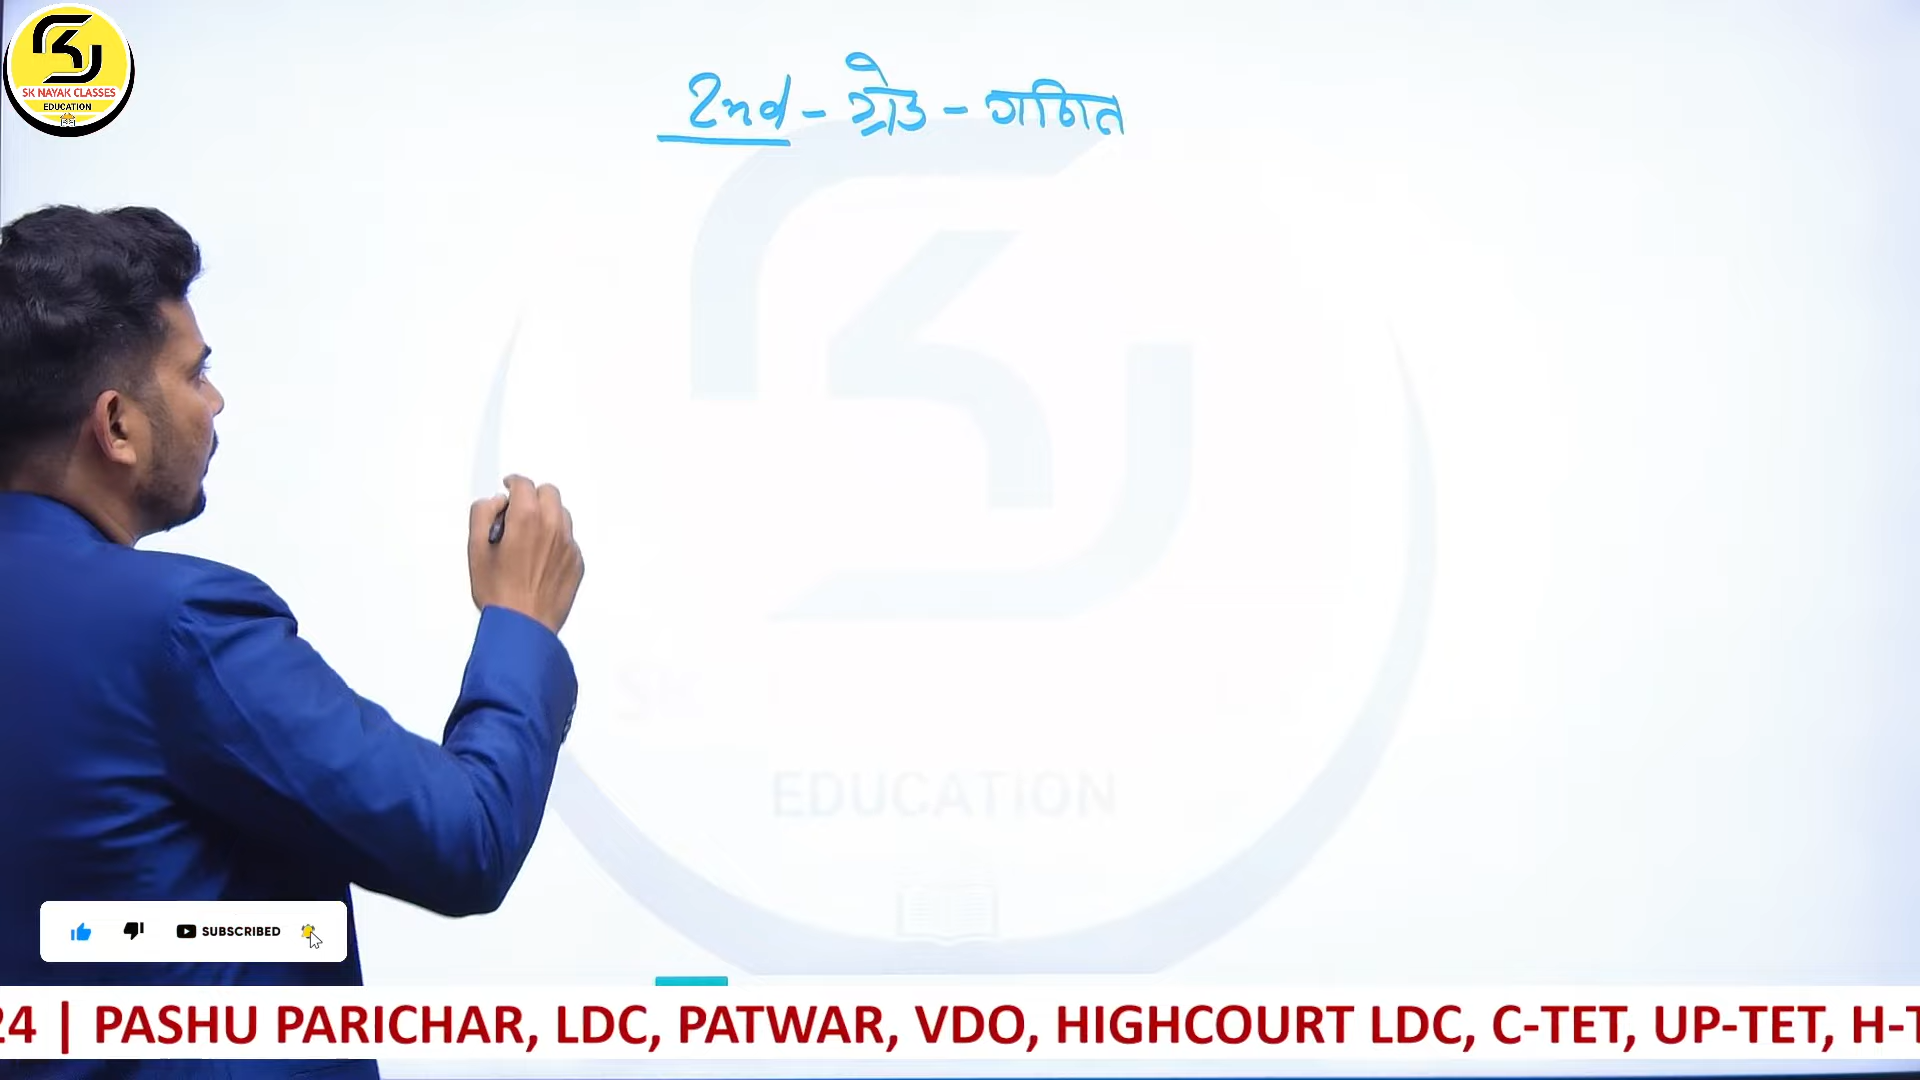 SK NAYAK CLASSES
EDUCATION
2nd - ग्रेड - गणित
EDUCATION
SUBSCRIBED
24 | PASHU PARICHAR, LDC, PATWAR, VDO, HIGHCOURT LDC, C-TET, UP-TET, H-T